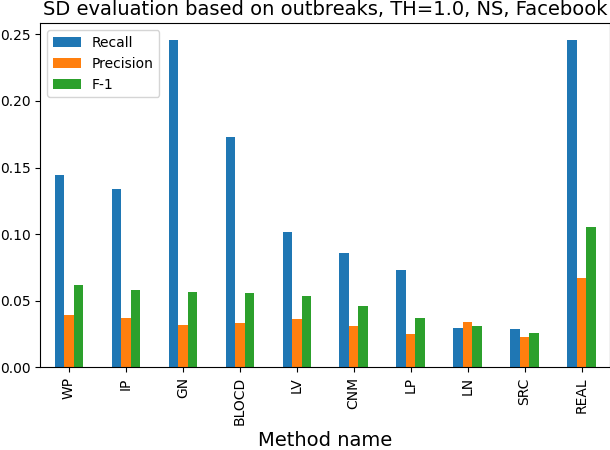 SD evaluation based on outbreaks, TH=1.0, NS, Facebook
Recall
Precision
F-1
0.25
0.20
0.15
0.10
0.05
0.00
WP IP GN BLOCD LV CNM LP LN SRC REAL
Method name